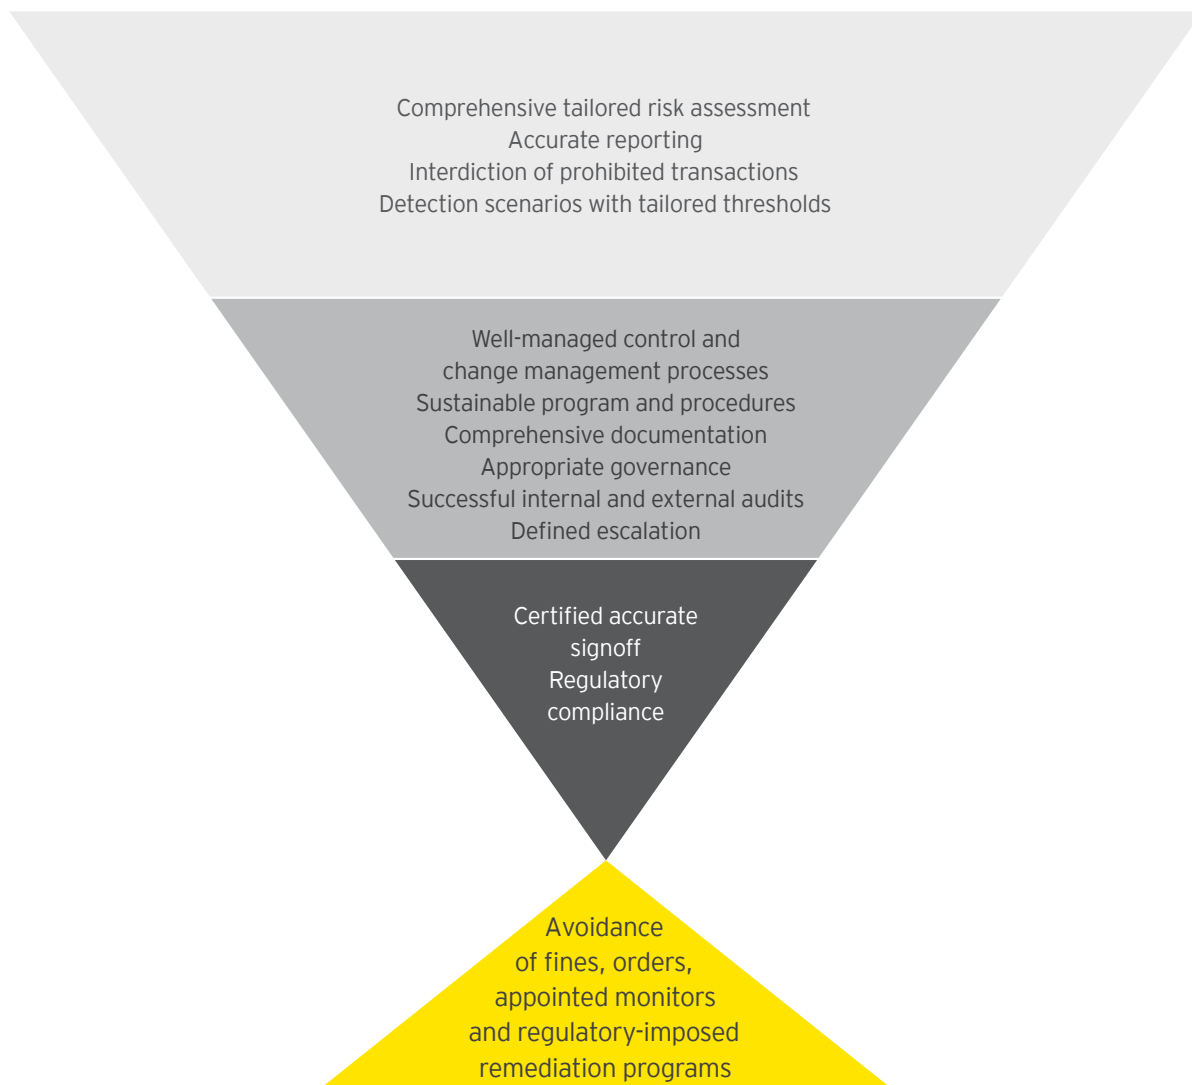 Comprehensive tailored risk assessment
Accurate reporting
Interdiction of prohibited transactions
Detection scenarios with tailored thresholds
Well-managed control and
change management processes
Sustainable program and procedures
Comprehensive documentation
Appropriate governance
Successful internal and external audits
Defined escalation
Certified accurate
signoff
Regulatory
compliance
Avoidance
of fines, orders,
appointed monitors
and regulatory-imposed
remediation programs